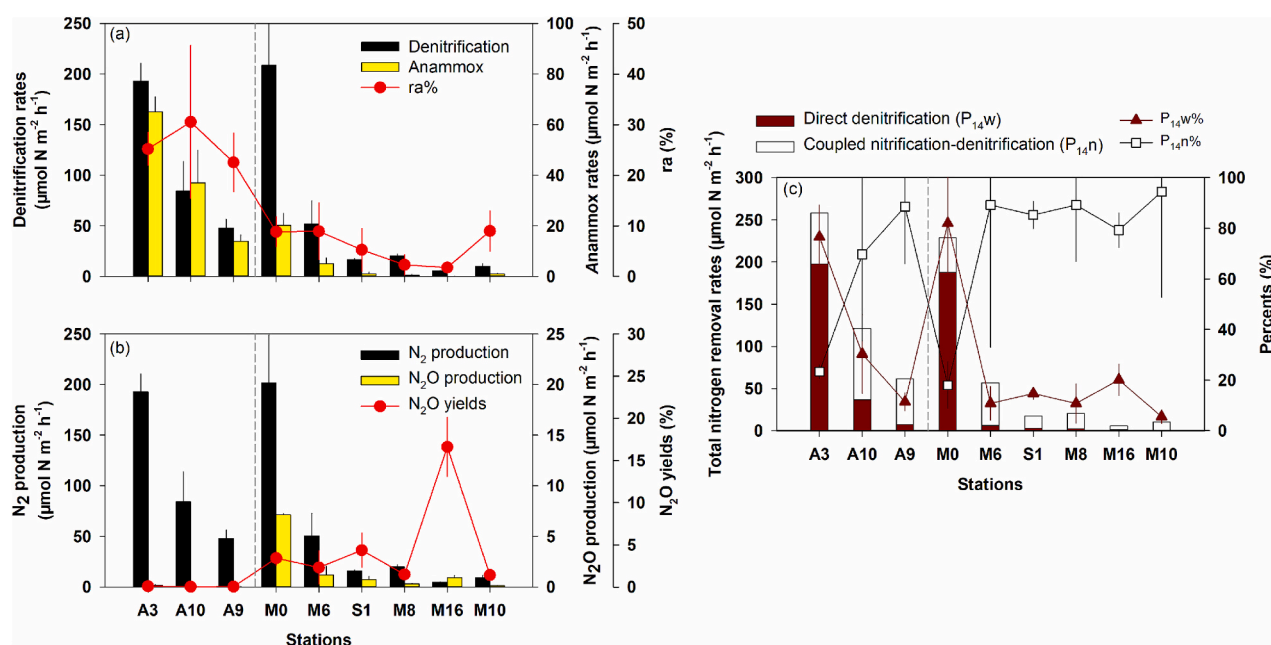 (a)
Denitrification
Anammox
ra%
250
200
150
100
50
0
Denitrification rates
(µmol N m⁻² h⁻¹)
100
80
60
40
20
0
Anammox rates (µmol N m⁻² h⁻¹)
50
40
30
20
10
0
ra (%)
(b)
N₂ production
N₂O production
N₂O yields
250
200
150
100
50
0
N₂ production
(µmol N m⁻² h⁻¹)
25
20
15
10
5
0
N₂O production (µmol N m⁻² h⁻¹)
30
25
20
15
10
5
0
N₂O yields (%)
A3 A10 A9 M0 M6 S1 M8 M16 M10
Stations
Direct denitrification (P₁₄w)
Coupled nitrification-denitrification (P₁₄n)
P₁₄w%
P₁₄n%
(c)
300
250
200
150
100
50
0
Total nitrogen removal rates (µmol N m⁻² h⁻¹)
100
80
60
40
20
0
Percents (%)
A3 A10 A9 M0 M6 S1 M8 M16 M10
Stations